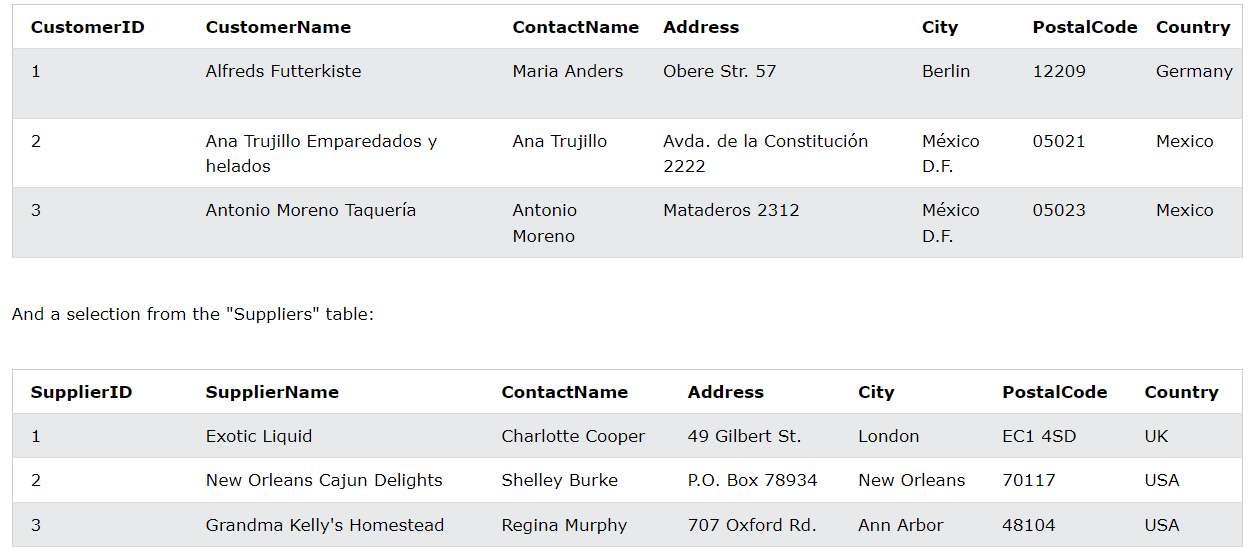 CustomerID CustomerName ContactName Address City PostalCode Country
1 Alfreds Futterkiste Maria Anders Obere Str. 57 Berlin 12209 Germany
2 Ana Trujillo Emparedados y Ana Trujillo Avda. de la Constitución México 05021 Mexico
helados 2222 D.F.
3 Antonio Moreno Taquería Antonio Mataderos 2312 México 05023 Mexico
Moreno D.F.
And a selection from the "Suppliers" table:
SupplierID SupplierName ContactName Address City PostalCode Country
1 Exotic Liquid Charlotte Cooper 49 Gilbert St. London EC1 4SD UK
2 New Orleans Cajun Delights Shelley Burke P.O. Box 78934 New Orleans 70117 USA
3 Grandma Kelly's Homestead Regina Murphy 707 Oxford Rd. Ann Arbor 48104 USA